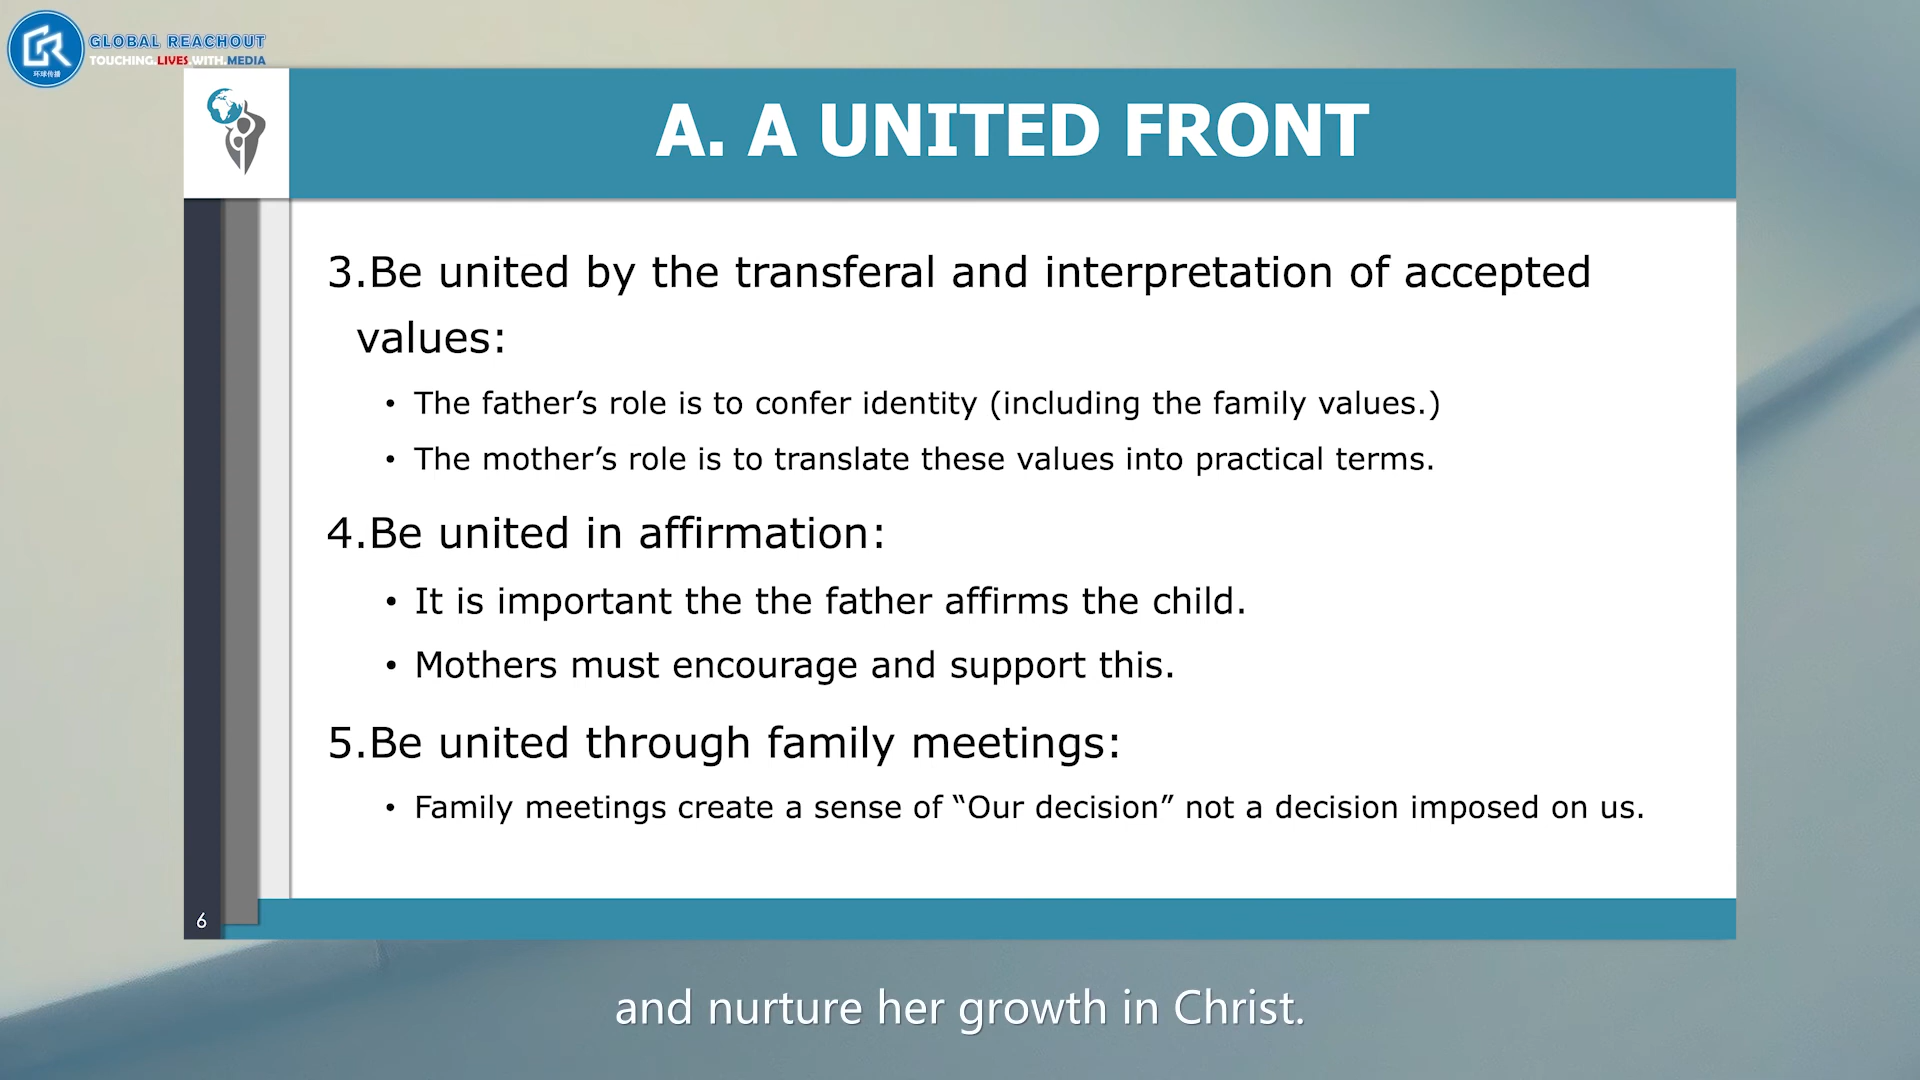 GLOBAL REACHOUT
TOUCHING.LIVES.WITH.MEDIA
环球传播
A. A UNITED FRONT
3.Be united by the transferal and interpretation of accepted
values:
• The father’s role is to confer identity (including the family values.)
• The mother’s role is to translate these values into practical terms.
4.Be united in affirmation:
• It is important the the father affirms the child.
• Mothers must encourage and support this.
5.Be united through family meetings:
• Family meetings create a sense of “Our decision” not a decision imposed on us.
6
and nurture her growth in Christ.